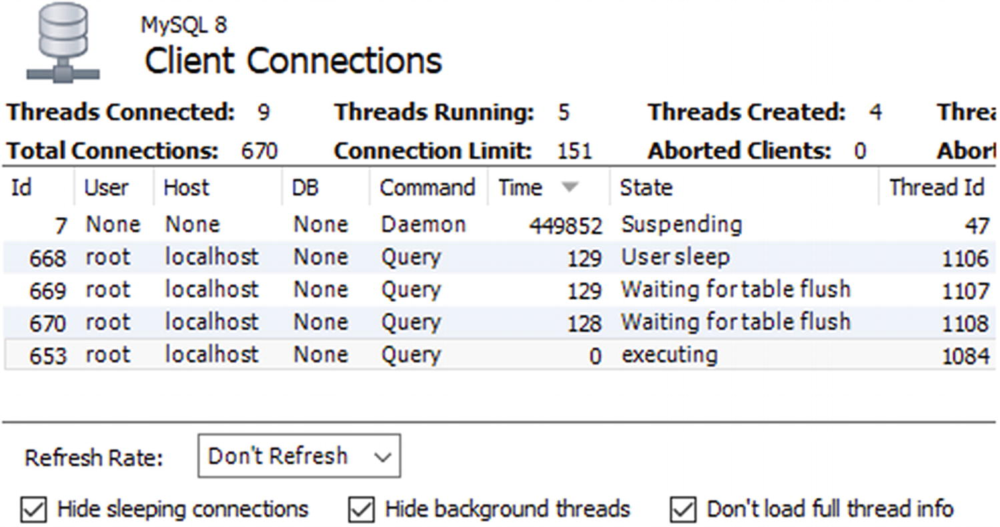 MySQL 8
Client Connections
Threads Connected: 9 Threads Running: 5 Threads Created: 4 Threa
Total Connections: 670 Connection Limit: 151 Aborted Clients: 0 Abort
Id User Host DB Command Time State Thread Id
7 None None None Daemon 449852 Suspending 47
668 root localhost None Query 129 User sleep 1106
669 root localhost None Query 129 Waiting for table flush 1107
670 root localhost None Query 128 Waiting for table flush 1108
653 root localhost None Query 0 executing 1084
Refresh Rate: Don't Refresh
Hide sleeping connections Hide background threads Don't load full thread info